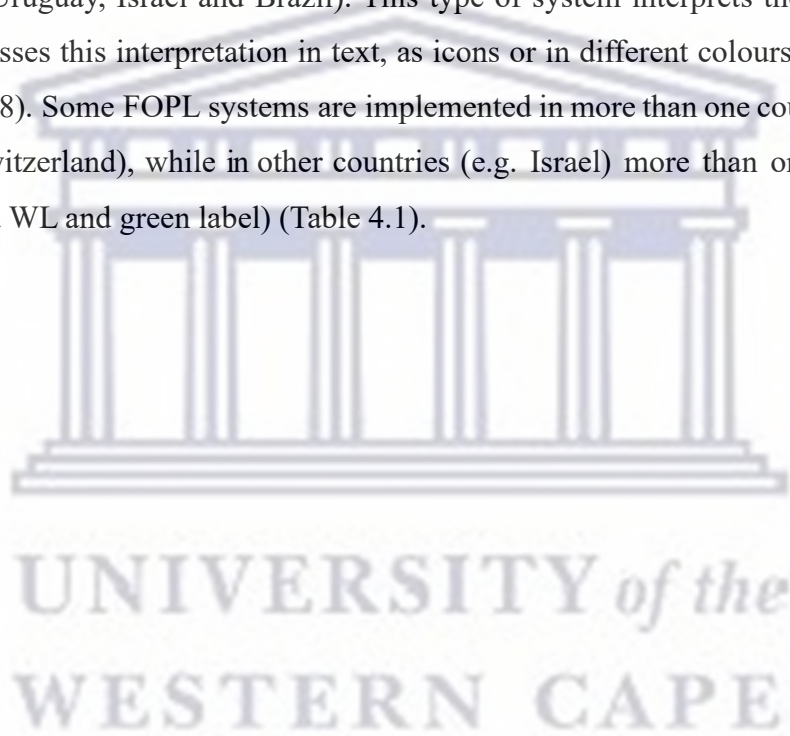 Uruguay, Israel and Brazil). This type of system interprets the
sses this interpretation in text, as icons or in different colours
8). Some FOPL systems are implemented in more than one cou
witzerland), while in other countries (e.g. Israel) more than or
WL and green label) (Table 4.1).
UNIVERSITY of the
WESTERN CAPE